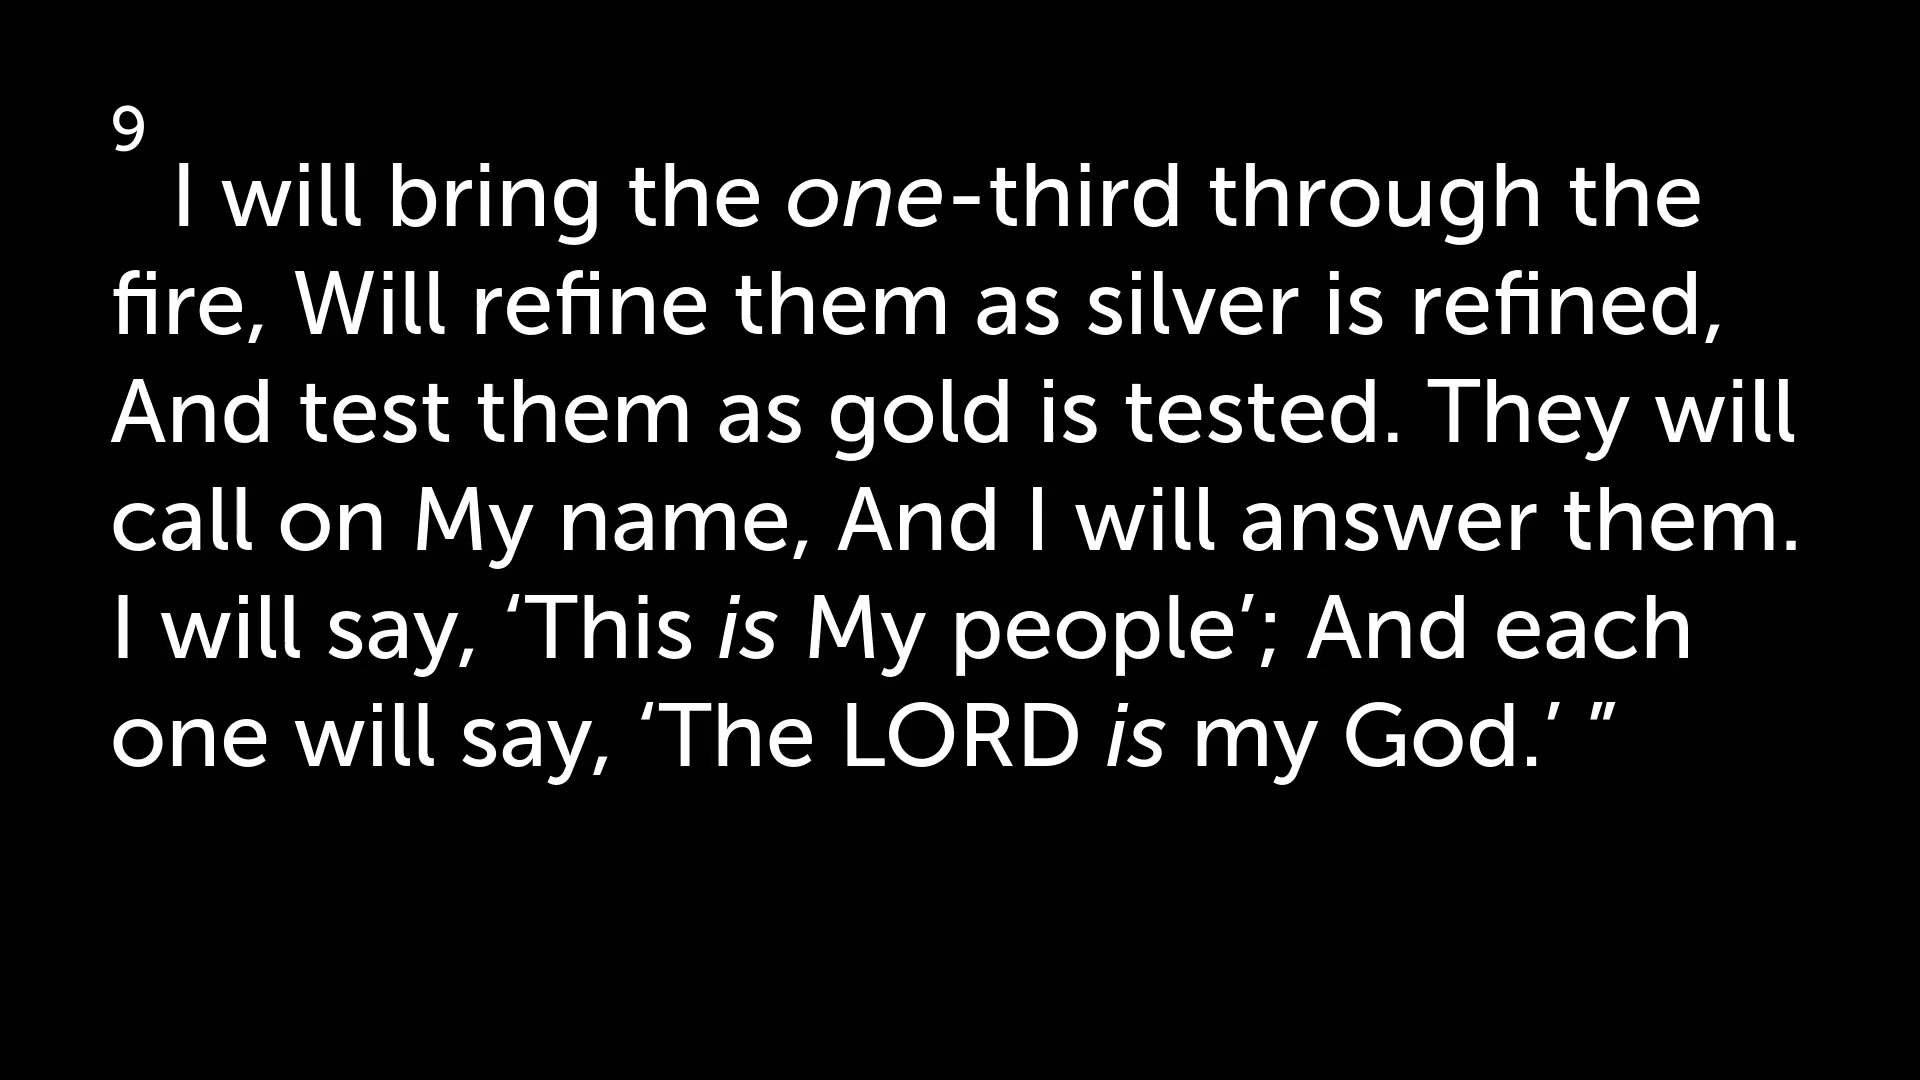 9
I will bring the one-third through the
fire, Will refine them as silver is refined,
And test them as gold is tested. They will
call on My name, And I will answer them.
I will say, ‘This is My people’; And each
one will say, ‘The LORD is my God.’ ”